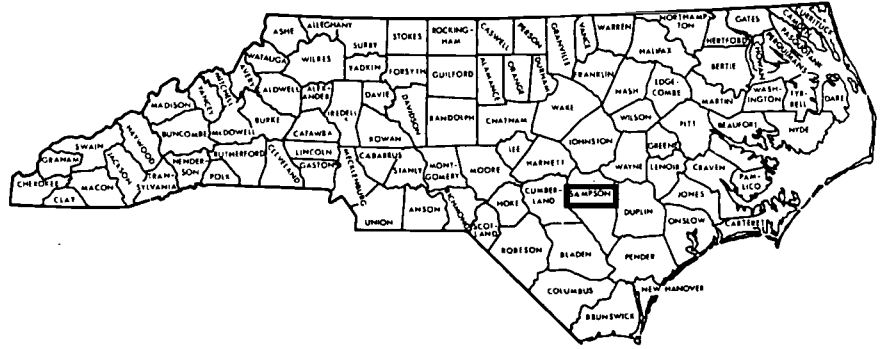 ASHE
ALLEGHANY
SURRY
STOKES
ROCKING-
HAM
CASWELL
PERSON
GRANVILLE
VANCE
WARREN
NORTHAMP
TON
GATES
CURRITUCK
CAMDEN
PASQUOTANK
PERQUIMANS
CHOWAN
HERTFORD
HALIFAX
BERTIE
WATAUGA
WILKES
YADKIN
FORSYTH
GUILFORD
ALAMANCE
ORANGE
DURHAM
FRANKLIN
NASH
EDGE-
COMBE
MARTIN
WASH-
INGTON
TYR-
RELL
DARE
MADISON
YANCEY
MITCHELL
AVERY
CALDWELL
ALEX-
ANDER
IREDELL
DAVIE
DAVIDSON
RANDOLPH
CHATHAM
WAKE
WILSON
PITT
BEAUFORT
HYDE
BUNCOMBE
McDOWELL
BURKE
CATAWBA
ROWAN
LEE
JOHNSTON
GREENE
GRAHAM
SWAIN
HAYWOOD
HENDER-
SON
RUTHERFORD
CLEVELAND
LINCOLN
GASTON
MECKLENBURG
CABARRUS
STANLY
MONT-
GOMERY
MOORE
HARNETT
WAYNE
LENOIR
CRAVEN
PAM-
LICO
CHEROKEE
CLAY
MACON
JACKSON
TRAN-
SYLVANIA
POLK
UNION
ANSON
RICHMOND
SCOT-
LAND
HOKE
CUMBER-
LAND
SAMPSON
DUPLIN
JONES
ONSLOW
CARTERET
ROBESON
BLADEN
PENDER
COLUMBUS
NEW HANOVER
BRUNSWICK